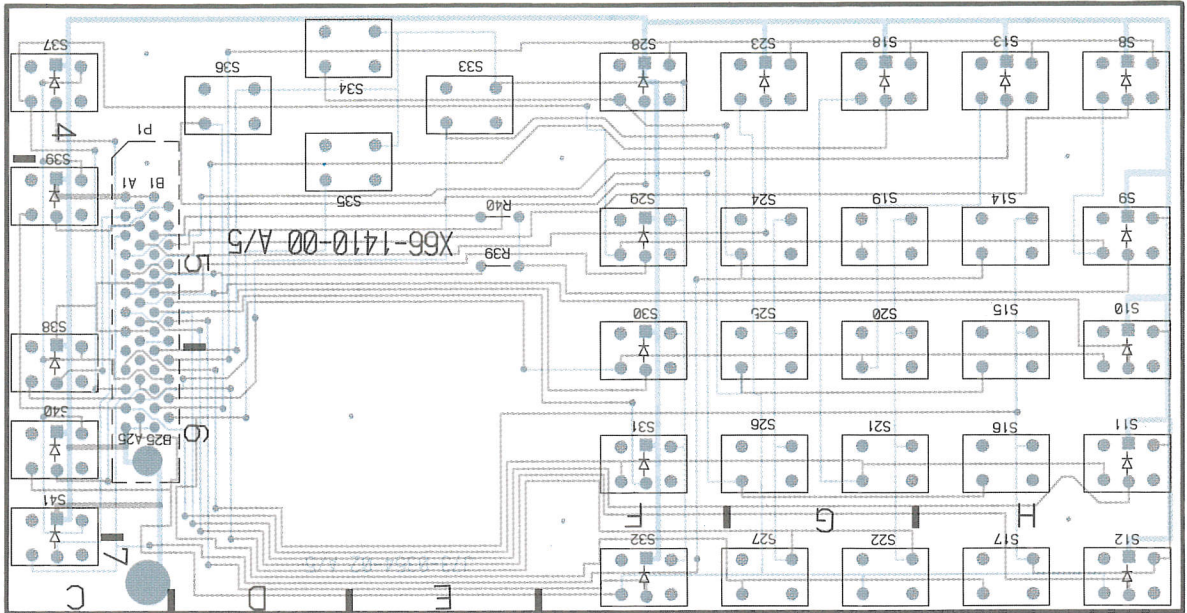 S37
S34
S28
S23
S18
S13
S8
S36
S33
4
P1
S35
S39
A1
B1
S29
S24
S19
S14
S9
R40
X66-1410-00 A/5
R39
5
S38
S30
S25
S20
S15
S10
S40
B25
A25
6
S31
S26
S21
S16
S11
S41
F
G
H
7
S32
S27
S22
S17
S12
C
D
E